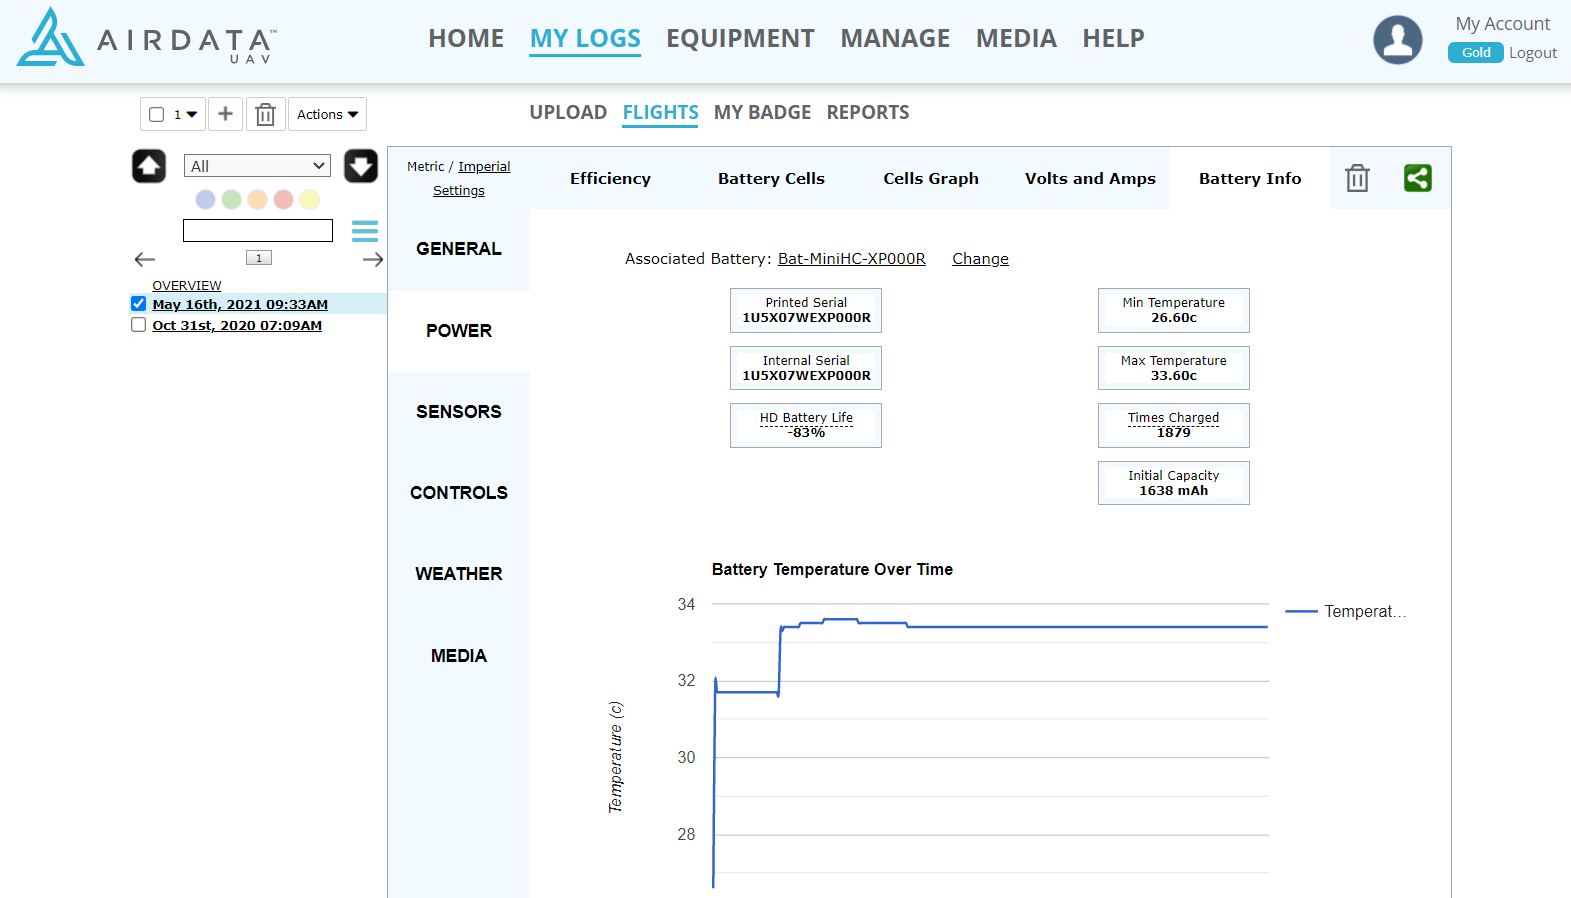 AIRDATA™
UAV
HOME MY LOGS EQUIPMENT MANAGE MEDIA HELP
My Account
Gold Logout
1 Actions
UPLOAD FLIGHTS MY BADGE REPORTS
All
1
OVERVIEW
May 16th, 2021 09:33AM
Oct 31st, 2020 07:09AM
Metric / Imperial
Settings
Efficiency Battery Cells Cells Graph Volts and Amps Battery Info
GENERAL
POWER
SENSORS
CONTROLS
WEATHER
MEDIA
Associated Battery: Bat-MiniHC-XP000R Change
Printed Serial
1U5X07WEXP000R
Internal Serial
1U5X07WEXP000R
HD Battery Life
-83%
Min Temperature
26.60c
Max Temperature
33.60c
Times Charged
1879
Initial Capacity
1638 mAh
Battery Temperature Over Time
34
32
30
28
Temperature (c)
Temperat...